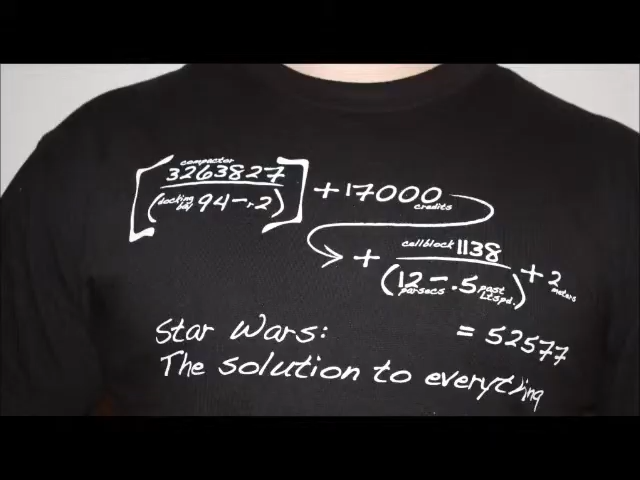 compactor
3263827
(docking bay 94 - r2)
+ 17000
credits
+ cellblock 1138
(12 - .5 past Lt spd.)
parsecs
+ 2
meters
= 52577
Star Wars:
The solution to everything